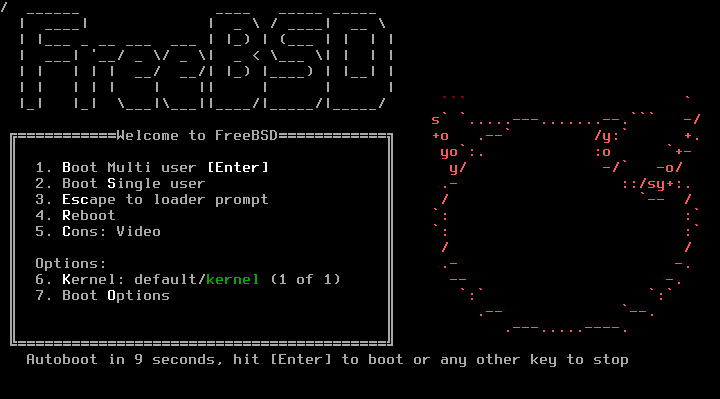 FreeBSD
Welcome to FreeBSD
1. Boot Multi user [Enter]
2. Boot Single user
3. Escape to loader prompt
4. Reboot
5. Cons: Video
Options:
6. Kernel: default/kernel (1 of 1)
7. Boot Options
Autoboot in 9 seconds, hit [Enter] to boot or any other key to stop